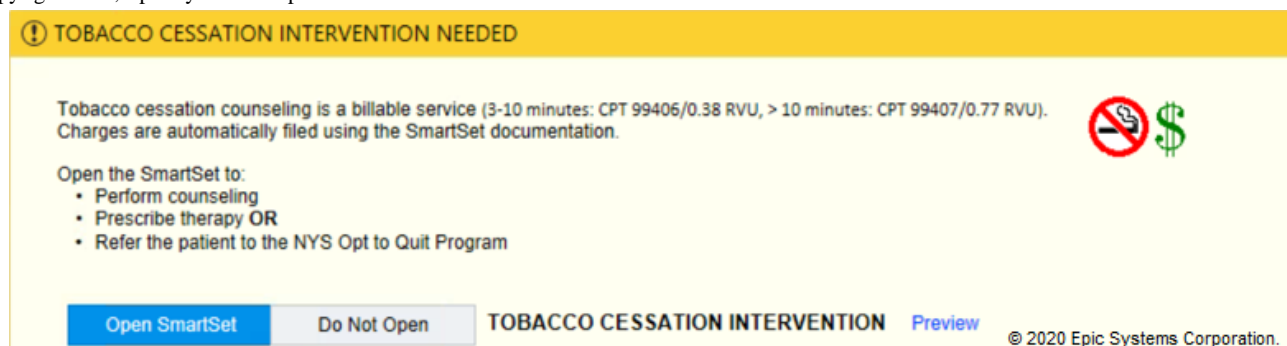 TOBACCO CESSATION INTERVENTION NEEDED
Tobacco cessation counseling is a billable service (3-10 minutes: CPT 99406/0.38 RVU, > 10 minutes: CPT 99407/0.77 RVU).
Charges are automatically filed using the SmartSet documentation.
$
Open the SmartSet to:
• Perform counseling
• Prescribe therapy OR
• Refer the patient to the NYS Opt to Quit Program
Open SmartSet Do Not Open TOBACCO CESSATION INTERVENTION Preview
© 2020 Epic Systems Corporation.